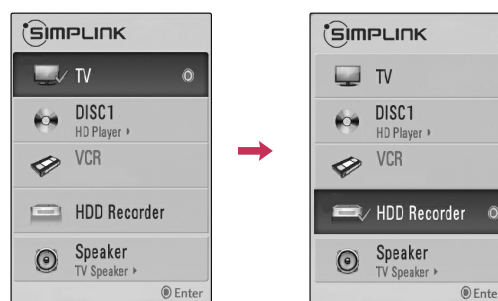 SIMPLINK
TV
DISC1
HD Player
VCR
HDD Recorder
Speaker
TV Speaker
Enter
SIMPLINK
TV
DISC1
HD Player
VCR
HDD Recorder
Speaker
TV Speaker
Ente